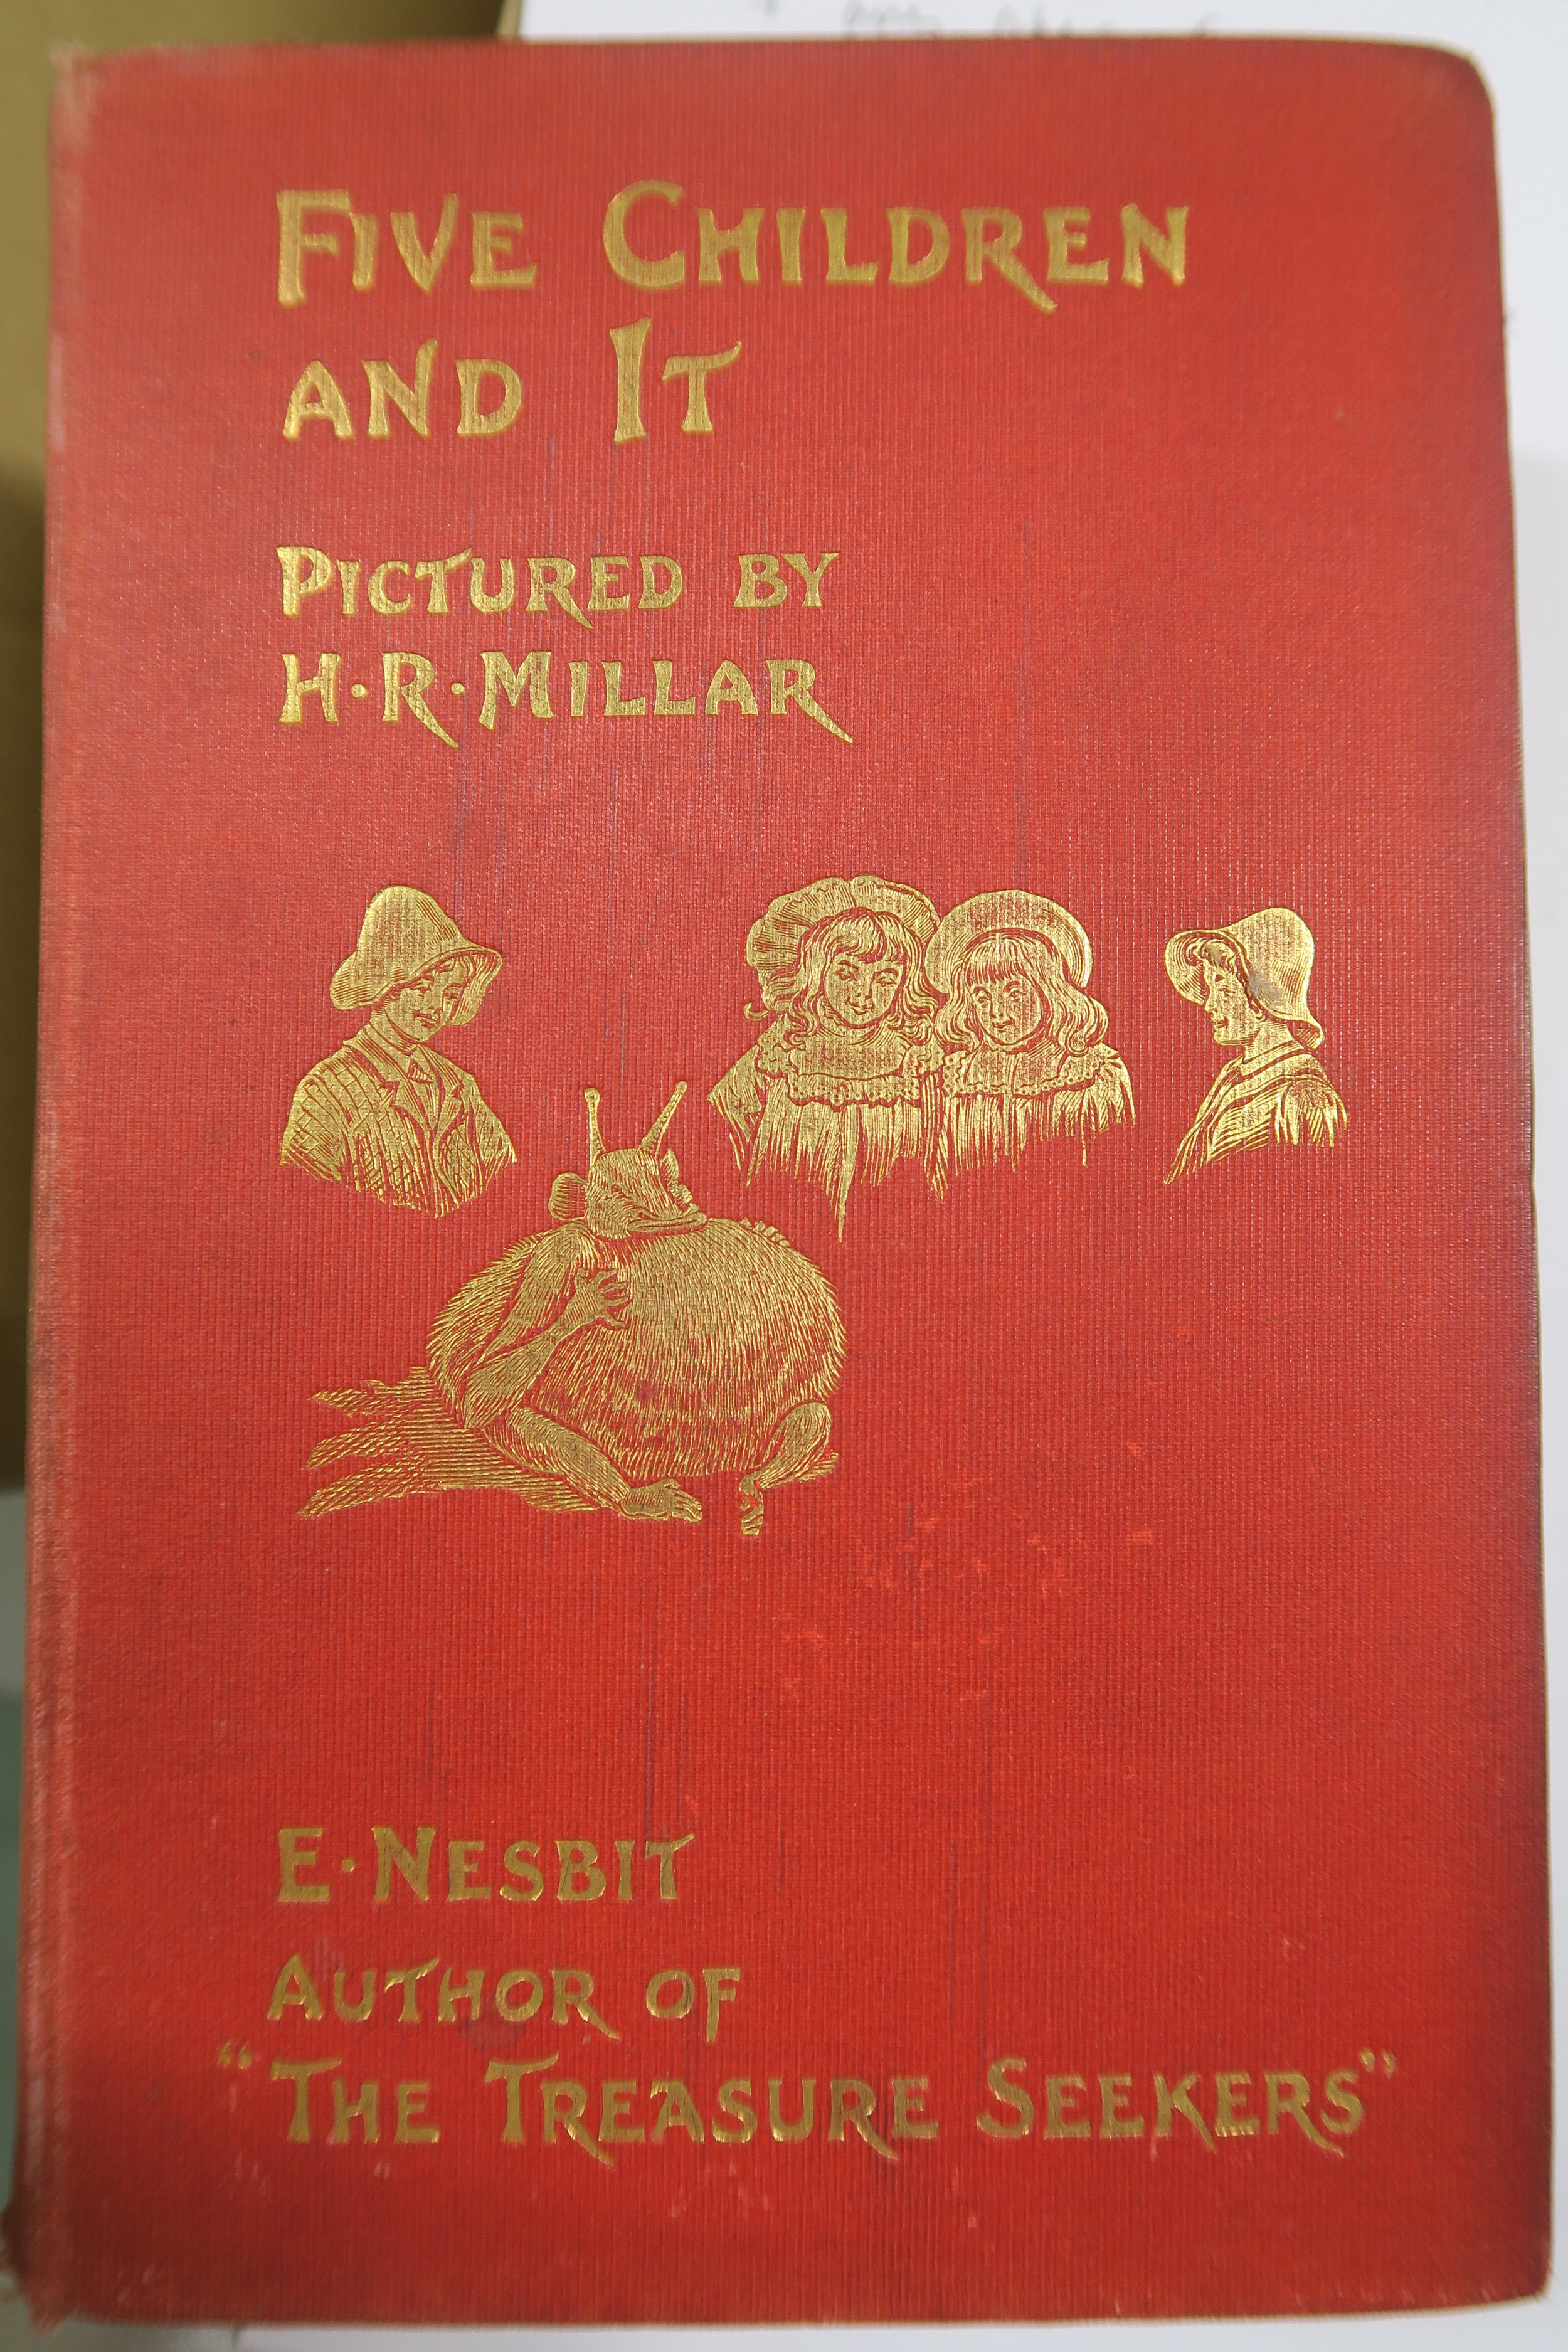 FIVE CHILDREN
AND IT
PICTURED BY
H·R·MILLAR
E·NESBIT
AUTHOR OF
"THE TREASURE SEEKERS"